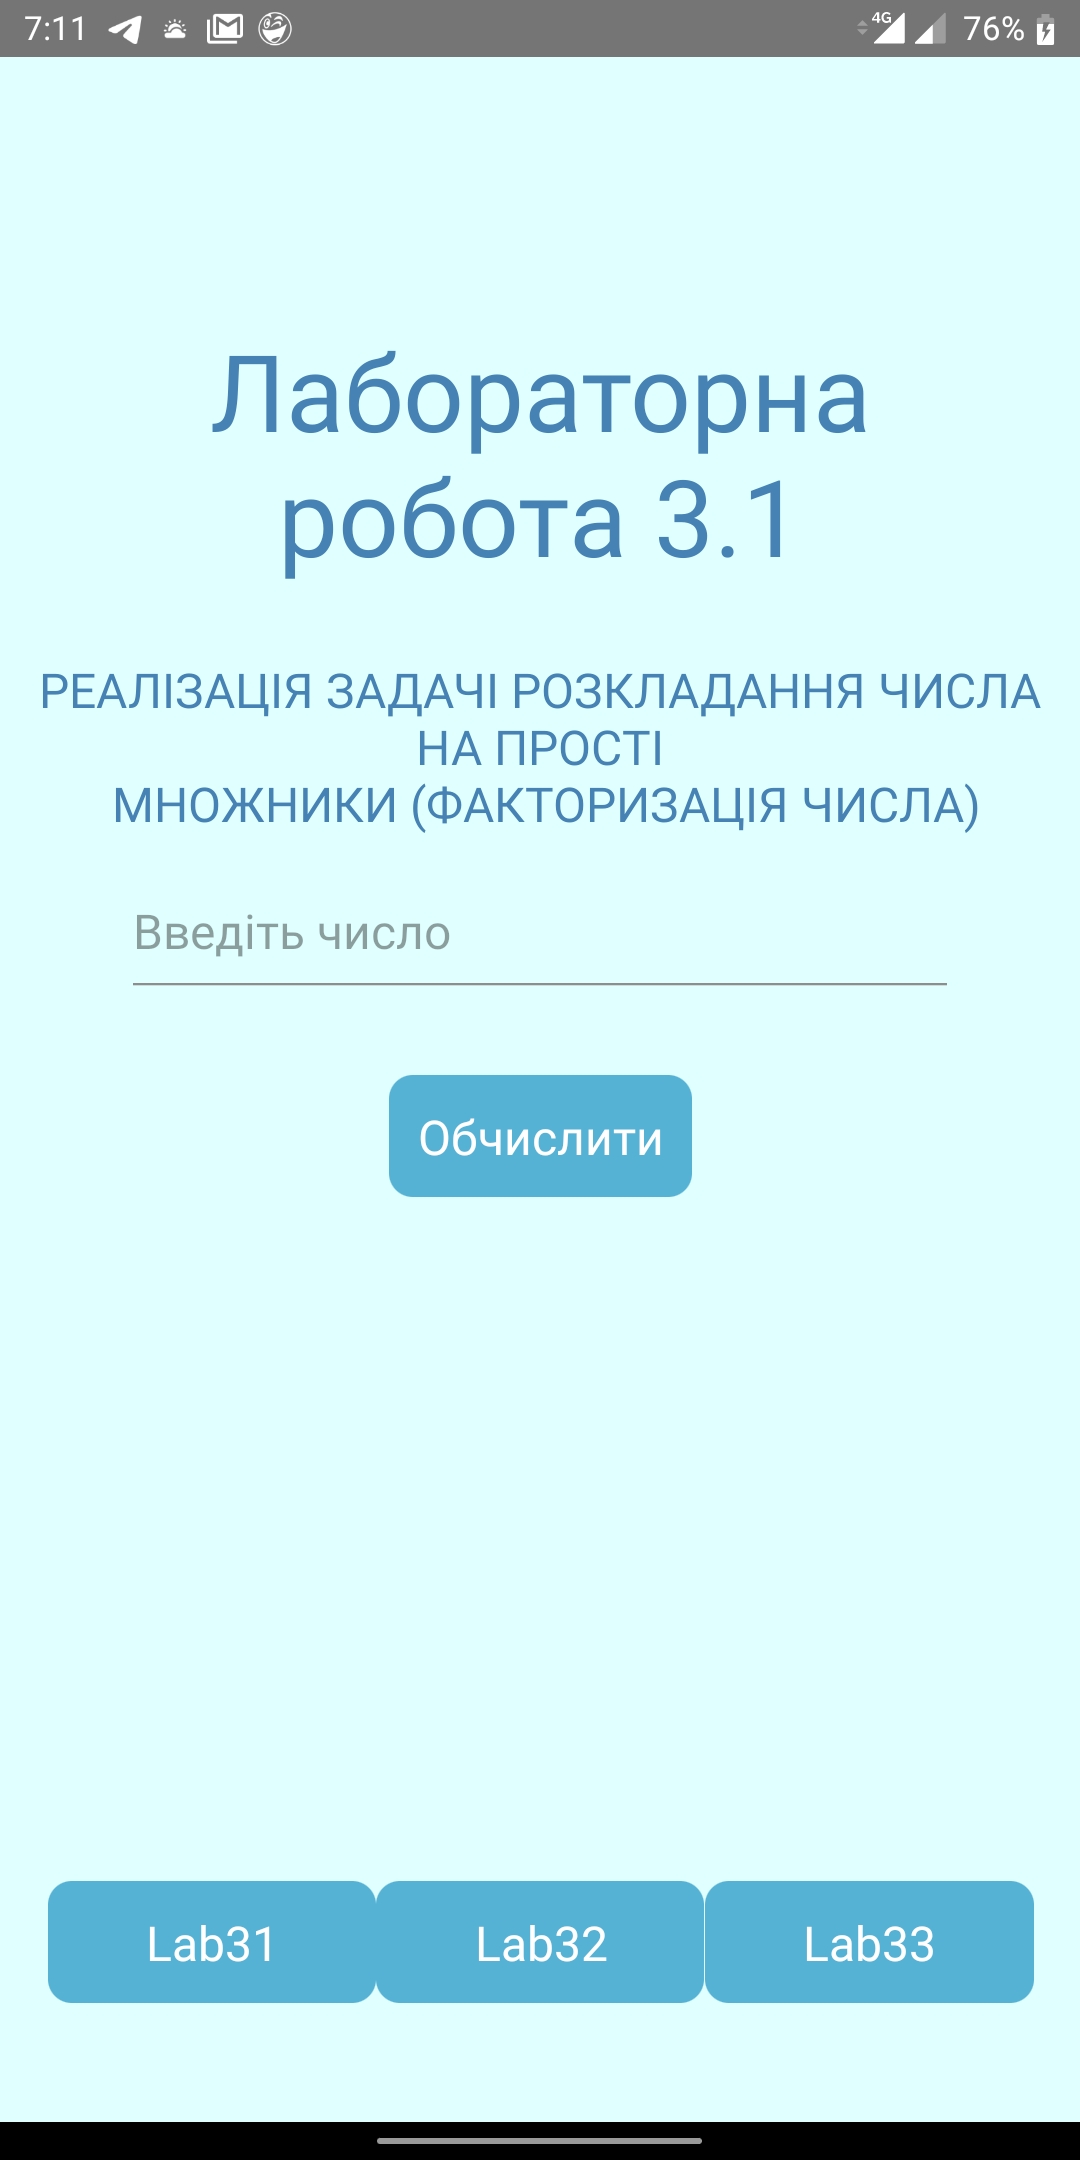 7:11 4G 76%
Лабораторна
робота 3.1
РЕАЛІЗАЦІЯ ЗАДАЧІ РОЗКЛАДАННЯ ЧИСЛА
НА ПРОСТІ
МНОЖНИКИ (ФАКТОРИЗАЦІЯ ЧИСЛА)
Введіть число
Обчислити
Lab31 Lab32 Lab33